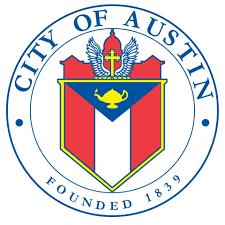 CITY OF AUSTIN
FOUNDED 1839